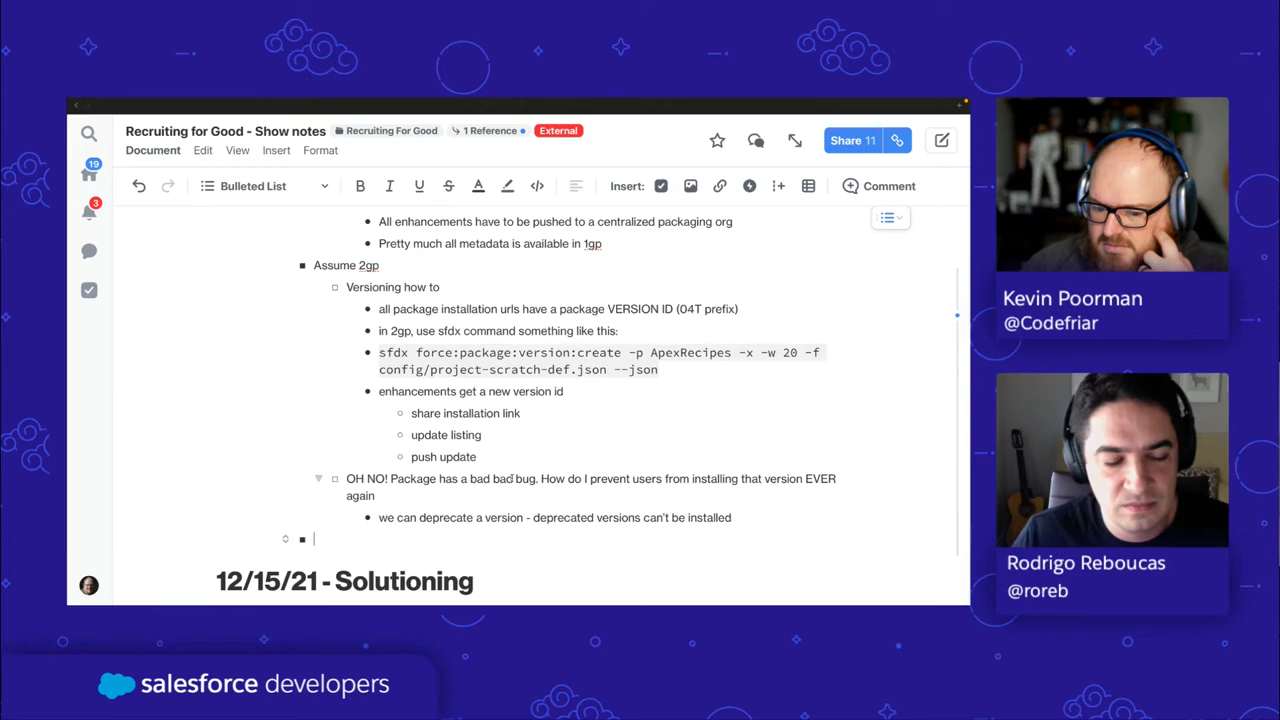 Recruiting for Good - Show notes Recruiting For Good 1 Reference External
Document Edit View Insert Format
Share 11
19
3
Bulleted List B I U S A Insert: Comment
All enhancements have to be pushed to a centralized packaging org
Pretty much all metadata is available in 1gp
Assume 2gp
Versioning how to
all package installation urls have a package VERSION ID (04T prefix)
in 2gp, use sfdx command something like this:
sfdx force:package:version:create -p ApexRecipes -x -w 20 -f
config/project-scratch-def.json --json
enhancements get a new version id
share installation link
update listing
push update
OH NO! Package has a bad bad bug. How do I prevent users from installing that version EVER
again
we can deprecate a version - deprecated versions can't be installed
12/15/21 - Solutioning
Kevin Poorman
@Codefriar
Rodrigo Reboucas
@roreb
salesforce developers